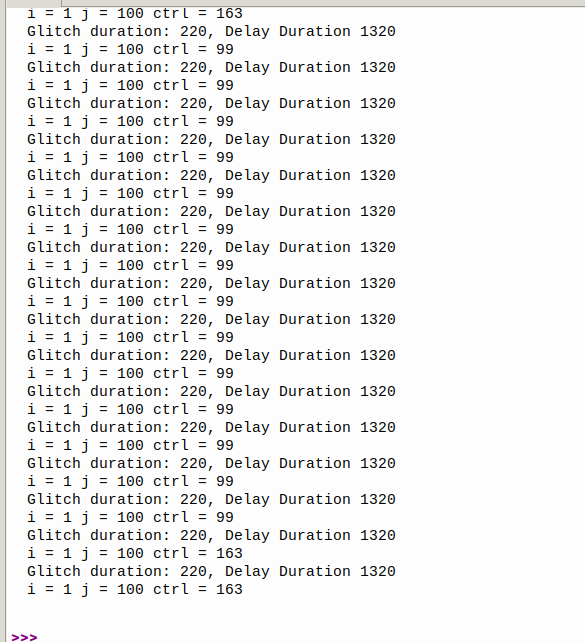 i = 1 j = 100 ctrl = 163
Glitch duration: 220, Delay Duration 1320
i = 1 j = 100 ctrl = 99
Glitch duration: 220, Delay Duration 1320
i = 1 j = 100 ctrl = 99
Glitch duration: 220, Delay Duration 1320
i = 1 j = 100 ctrl = 99
Glitch duration: 220, Delay Duration 1320
i = 1 j = 100 ctrl = 99
Glitch duration: 220, Delay Duration 1320
i = 1 j = 100 ctrl = 99
Glitch duration: 220, Delay Duration 1320
i = 1 j = 100 ctrl = 99
Glitch duration: 220, Delay Duration 1320
i = 1 j = 100 ctrl = 99
Glitch duration: 220, Delay Duration 1320
i = 1 j = 100 ctrl = 99
Glitch duration: 220, Delay Duration 1320
i = 1 j = 100 ctrl = 99
Glitch duration: 220, Delay Duration 1320
i = 1 j = 100 ctrl = 99
Glitch duration: 220, Delay Duration 1320
i = 1 j = 100 ctrl = 99
Glitch duration: 220, Delay Duration 1320
i = 1 j = 100 ctrl = 99
Glitch duration: 220, Delay Duration 1320
i = 1 j = 100 ctrl = 99
Glitch duration: 220, Delay Duration 1320
i = 1 j = 100 ctrl = 99
Glitch duration: 220, Delay Duration 1320
i = 1 j = 100 ctrl = 163
Glitch duration: 220, Delay Duration 1320
i = 1 j = 100 ctrl = 163
>>>